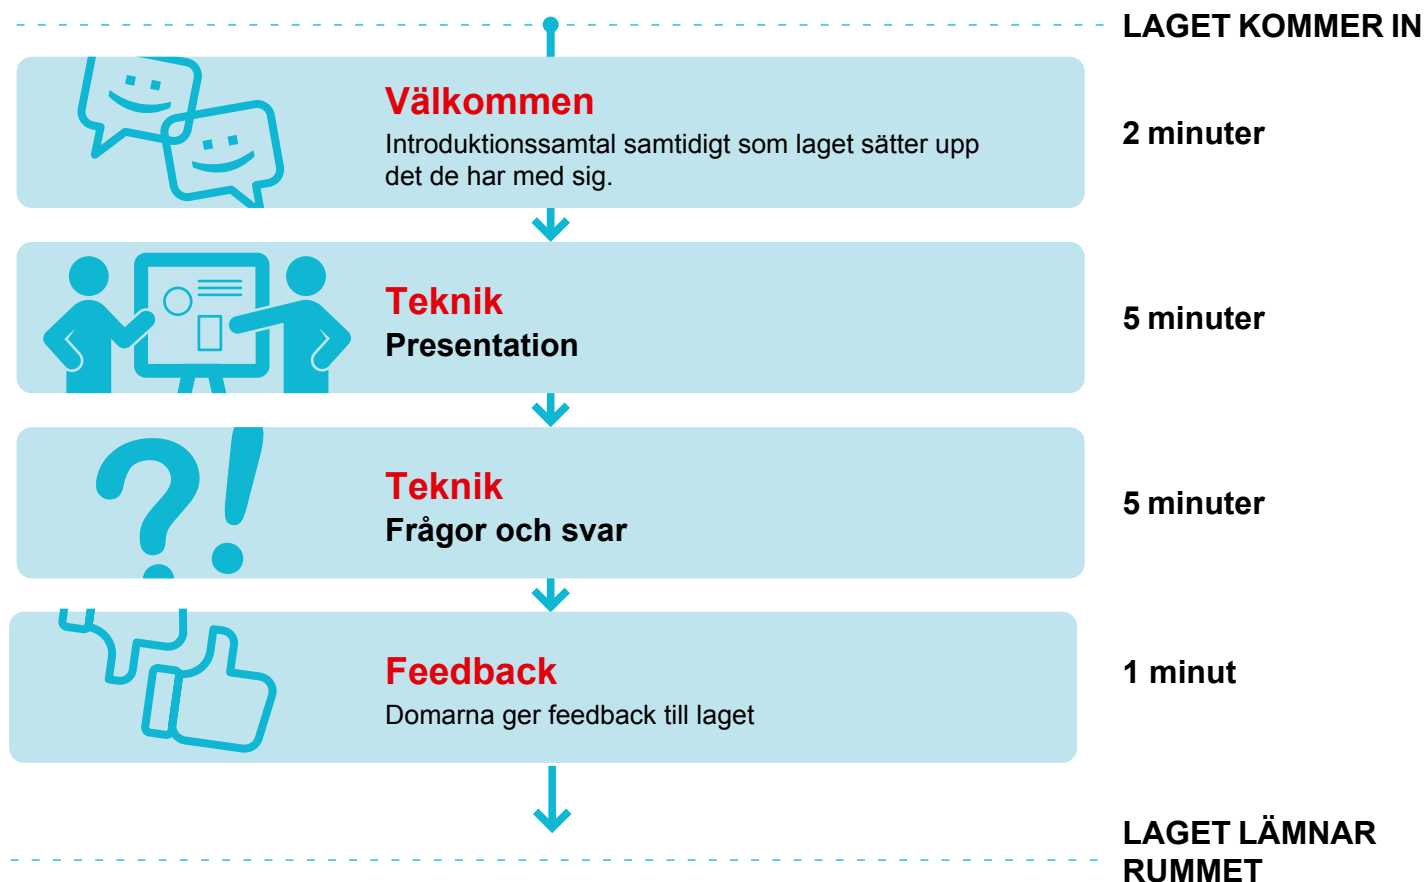 LAGET KOMMER IN
Välkommen
Introduktionssamtal samtidigt som laget sätter upp
det de har med sig.
2 minuter
Teknik
Presentation
5 minuter
Teknik
Frågor och svar
5 minuter
Feedback
Domarna ger feedback till laget
1 minut
LAGET LÄMNAR
RUMMET